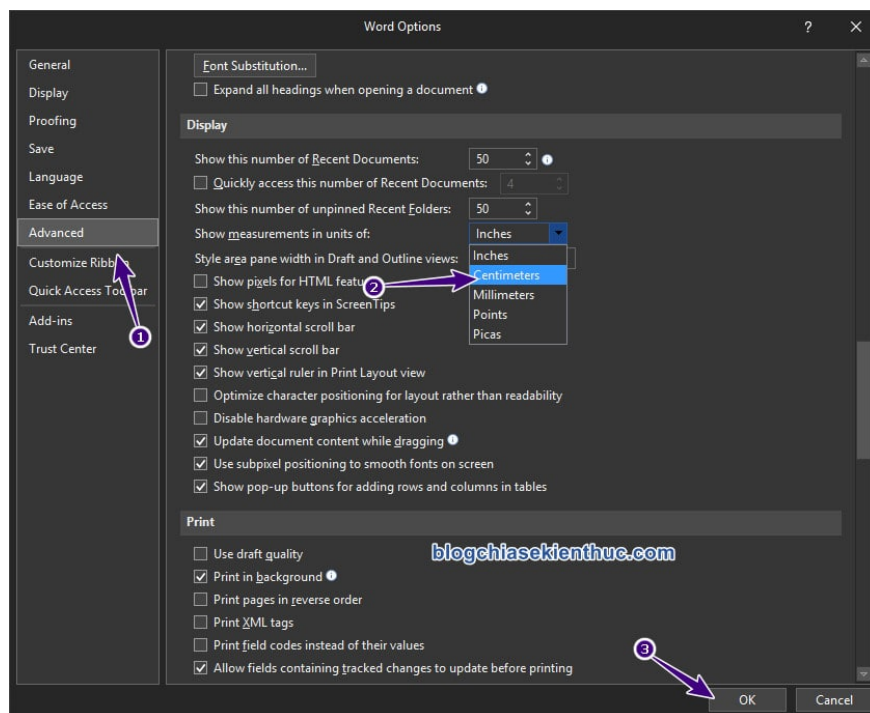 Word Options
?
General
Display
Proofing
Save
Language
Ease of Access
Advanced
Customize Ribbon
Quick Access Toolbar
Add-ins
Trust Center
Font Substitution...
Expand all headings when opening a document
Display
Show this number of Recent Documents: 50
Quickly access this number of Recent Documents: 4
Show this number of unpinned Recent Folders: 50
Show measurements in units of: Inches
Style area pane width in Draft and Outline views: Inches
Show pixels for HTML featu Centimeters
2
Show shortcut keys in ScreenTips Millimeters
Show horizontal scroll bar Points
Show vertical scroll bar Picas
1
Show vertical ruler in Print Layout view
Optimize character positioning for layout rather than readability
Disable hardware graphics acceleration
Update document content while dragging
Use subpixel positioning to smooth fonts on screen
Show pop-up buttons for adding rows and columns in tables
Print
Use draft quality
blogchiasekienthuc.com
Print in background
Print pages in reverse order
Print XML tags
Print field codes instead of their values
Allow fields containing tracked changes to update before printing
3
OK Cancel